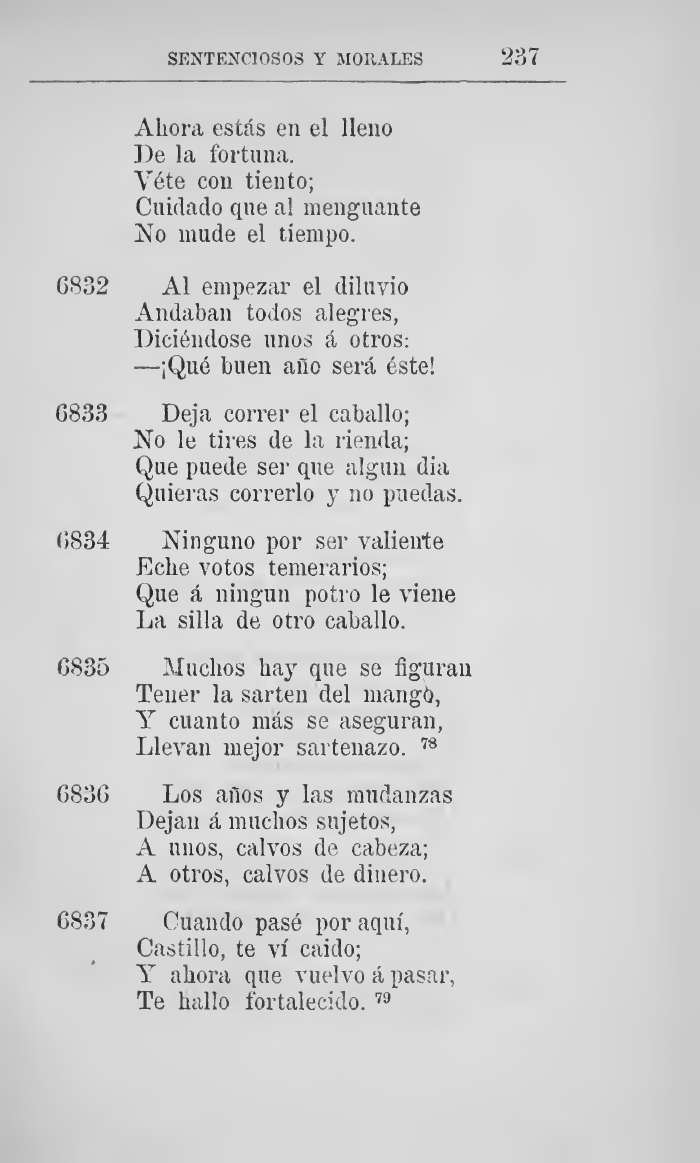 SENTENCIOSOS Y MORALES 237
Ahora estás en el lleno
De la fortuna.
Véte con tiento;
Cuidado que al menguante
No mude el tiempo.
6832 Al empezar el diluvio
Andaban todos alegres,
Diciéndose unos á otros:
—¡Qué buen año será éste!
6833 Deja correr el caballo;
No le tires de la rienda;
Que puede ser que algun dia
Quieras correrlo y no puedas.
6834 Ninguno por ser valiente
Eche votos temerarios;
Que á ningun potro le viene
La silla de otro caballo.
6835 Muchos hay que se figuran
Tener la sarten del mango,
Y cuanto más se aseguran,
Llevan mejor sartenazo. 78
6836 Los años y las mudanzas
Dejan á muchos sujetos,
A unos, calvos de cabeza;
A otros, calvos de dinero.
6837 Cuando pasé por aquí,
Castillo, te ví caido;
Y ahora que vuelvo á pasar,
Te hallo fortalecido. 79